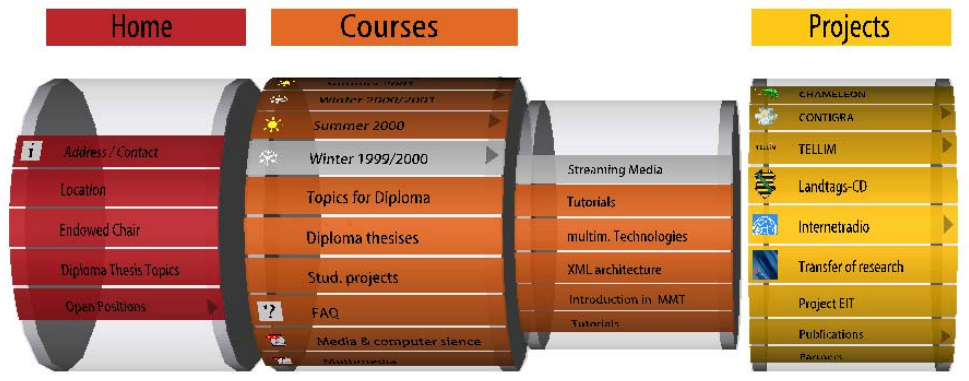 Home
Address / Contact
Location
Endowed Chair
Diploma Thesis Topics
Open Positions
Courses
Summer 2001
Winter 2000/2001
Summer 2000
Winter 1999/2000
Topics for Diploma
Diploma thesises
Stud. projects
FAQ
Media & computer sience
Multimedia
Streaming Media
Tutorials
multim. Technologies
XML architecture
Introduction in MMT
Tutorials
Projects
CHAMELEON
CONTIGRA
TELLIM
TELLIM
Landtags-CD
Internetradio
Transfer of research
Project EIT
Publications
Partners